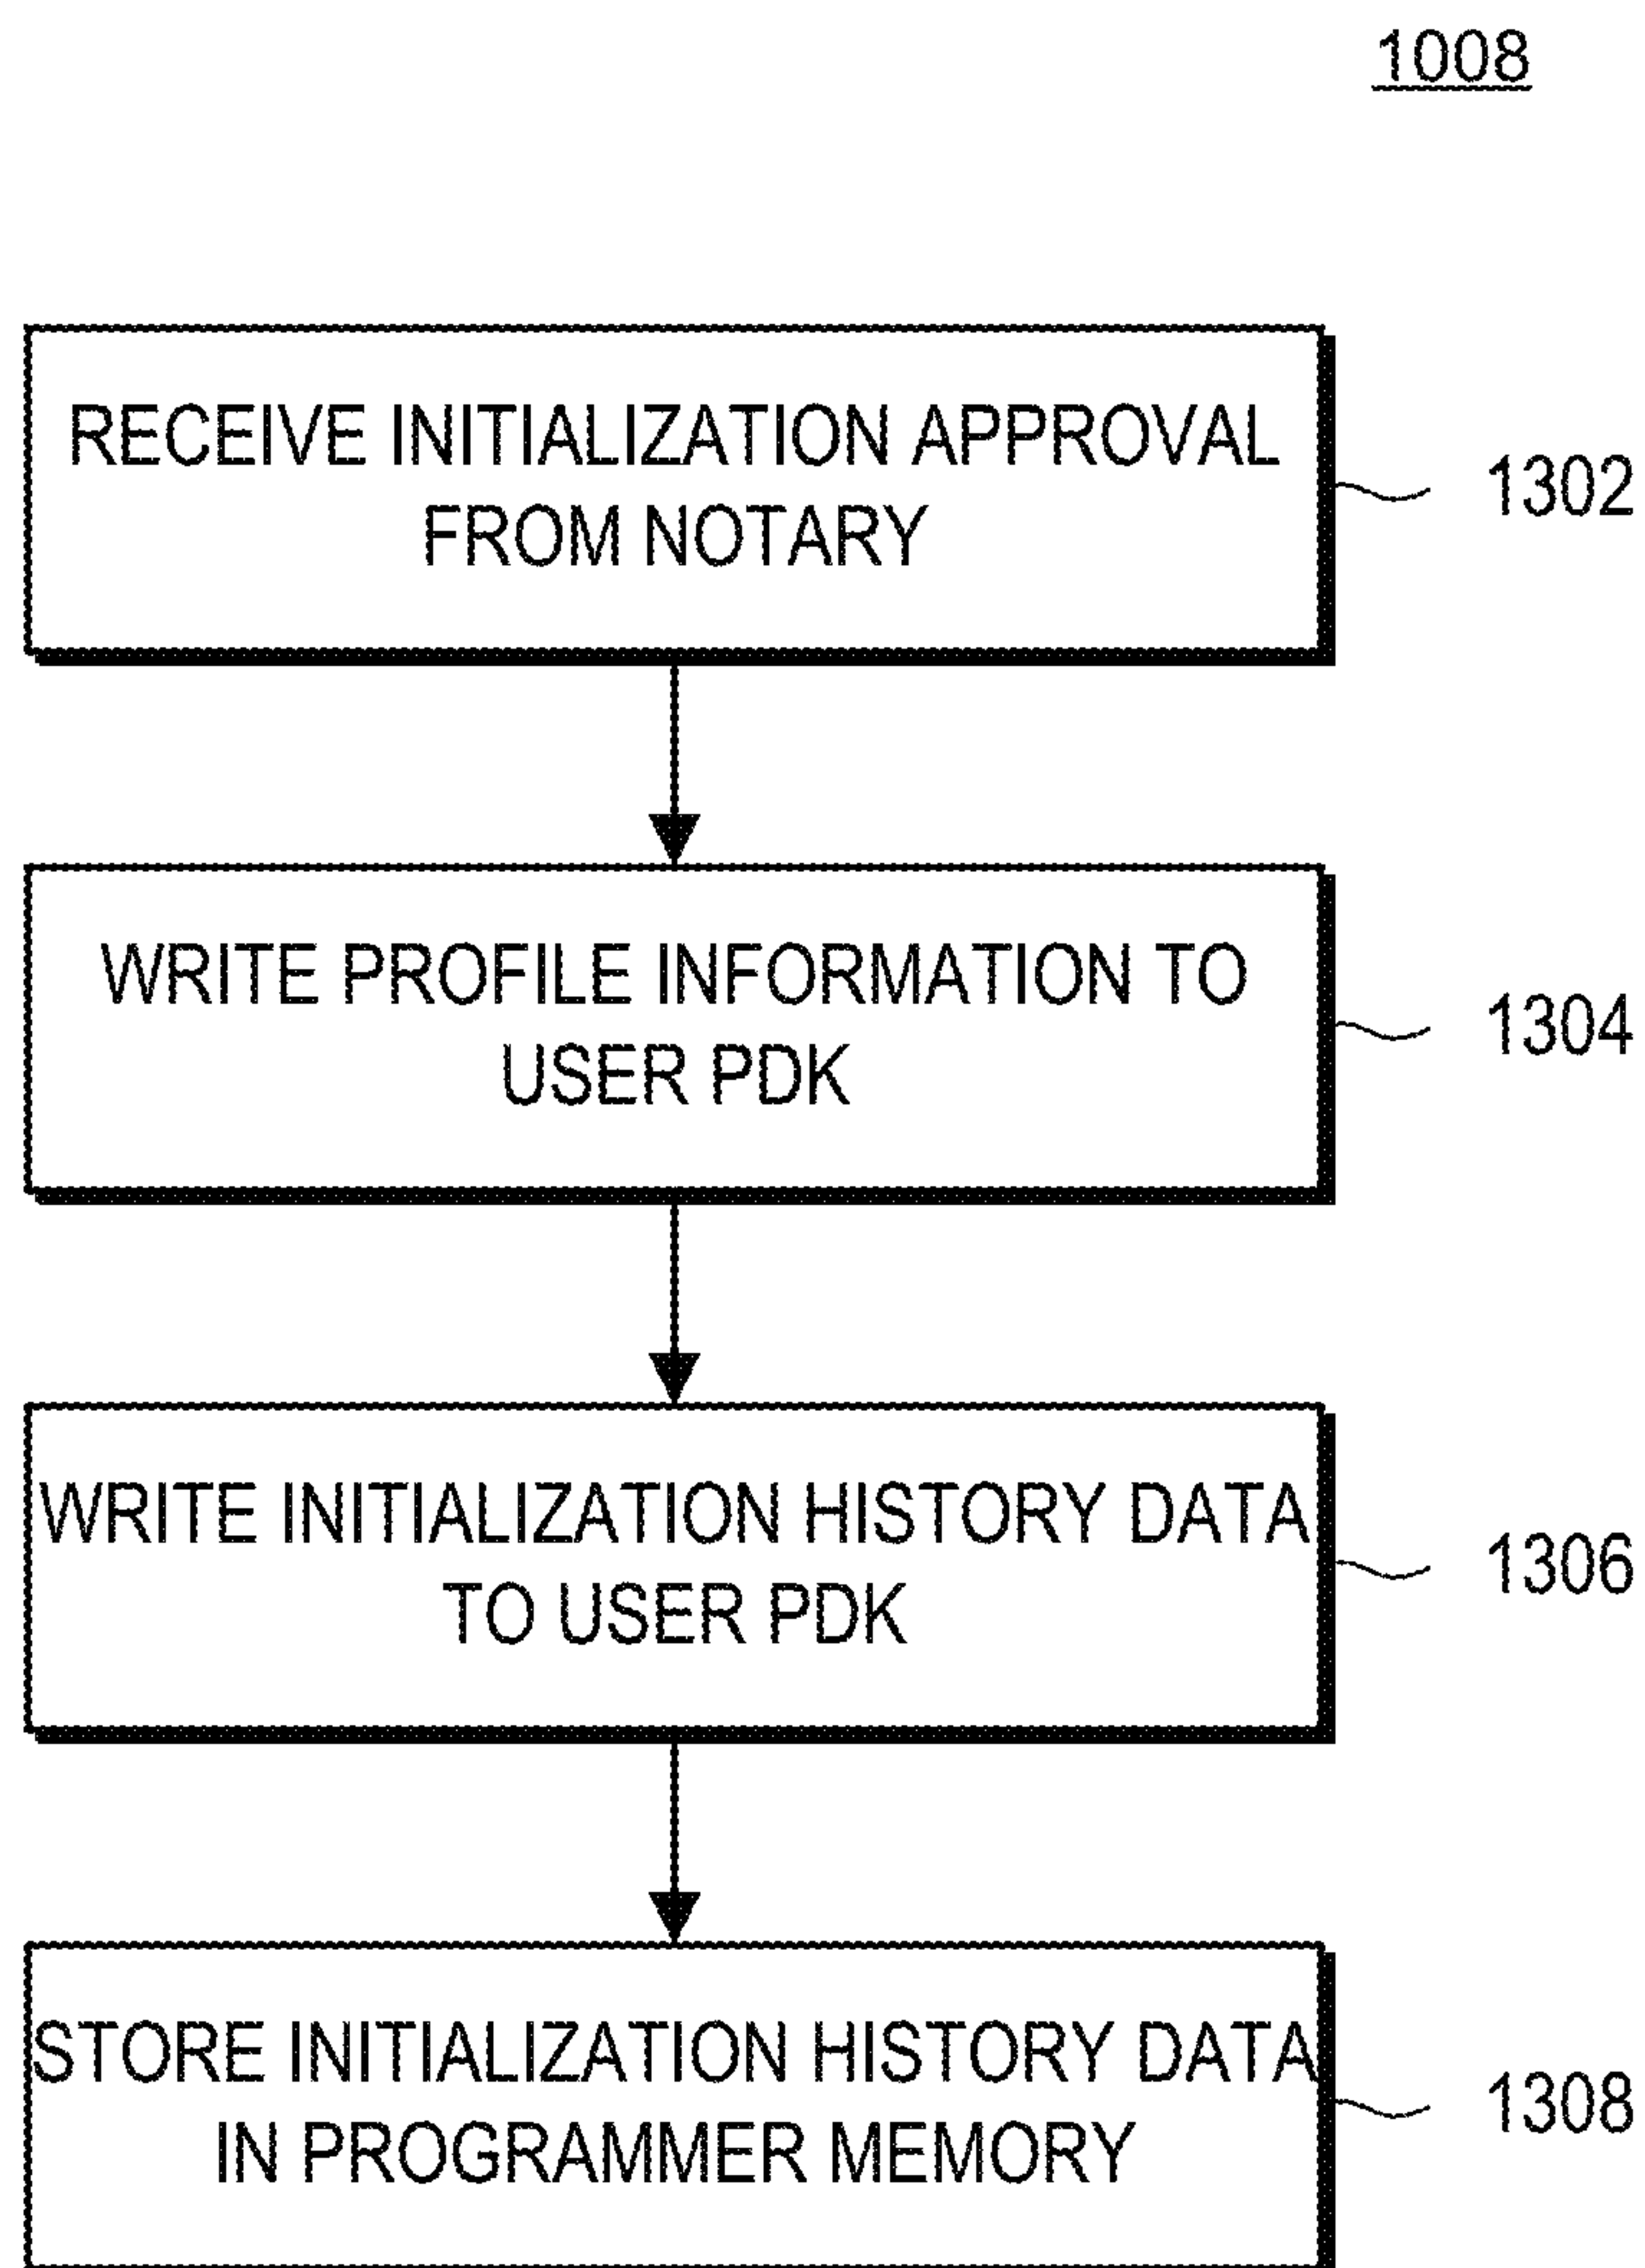 1008
RECEIVE INITIALIZATION APPROVAL
FROM NOTARY
1302
WRITE PROFILE INFORMATION TO
USER PDK
1304
WRITE INITIALIZATION HISTORY DATA
TO USER PDK
1306
STORE INITIALIZATION HISTORY DATA
IN PROGRAMMER MEMORY
1308